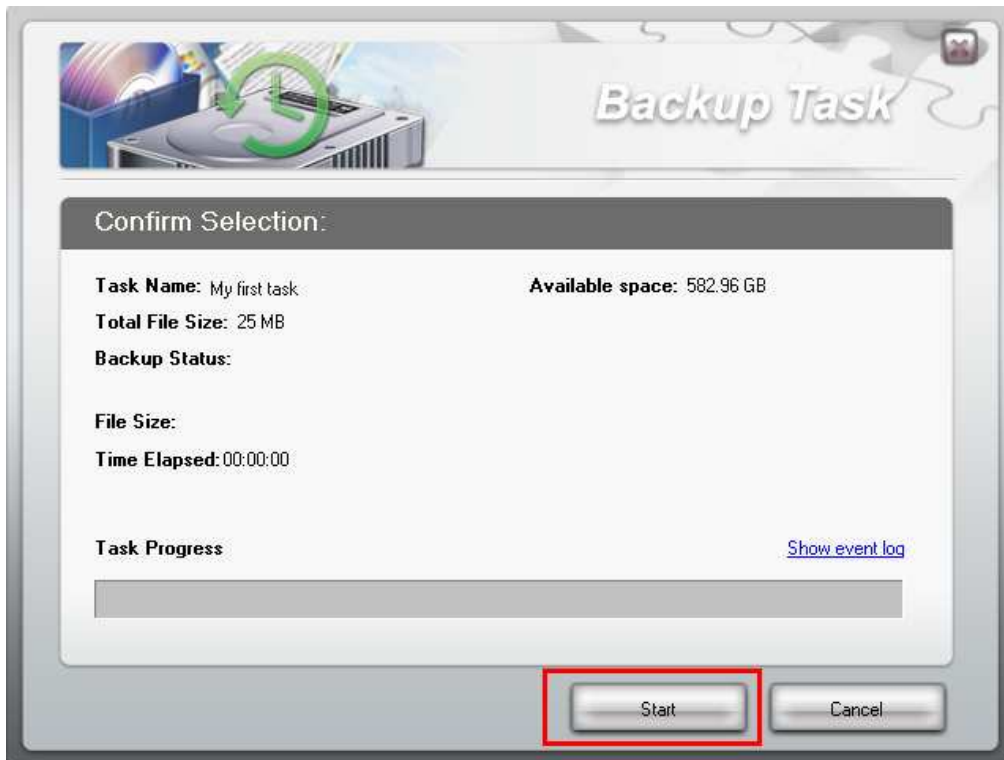 Backup Task
Confirm Selection:
Task Name: My first task
Available space: 582.96 GB
Total File Size: 25 MB
Backup Status:
File Size:
Time Elapsed: 00:00:00
Task Progress
Show event log
Start
Cancel